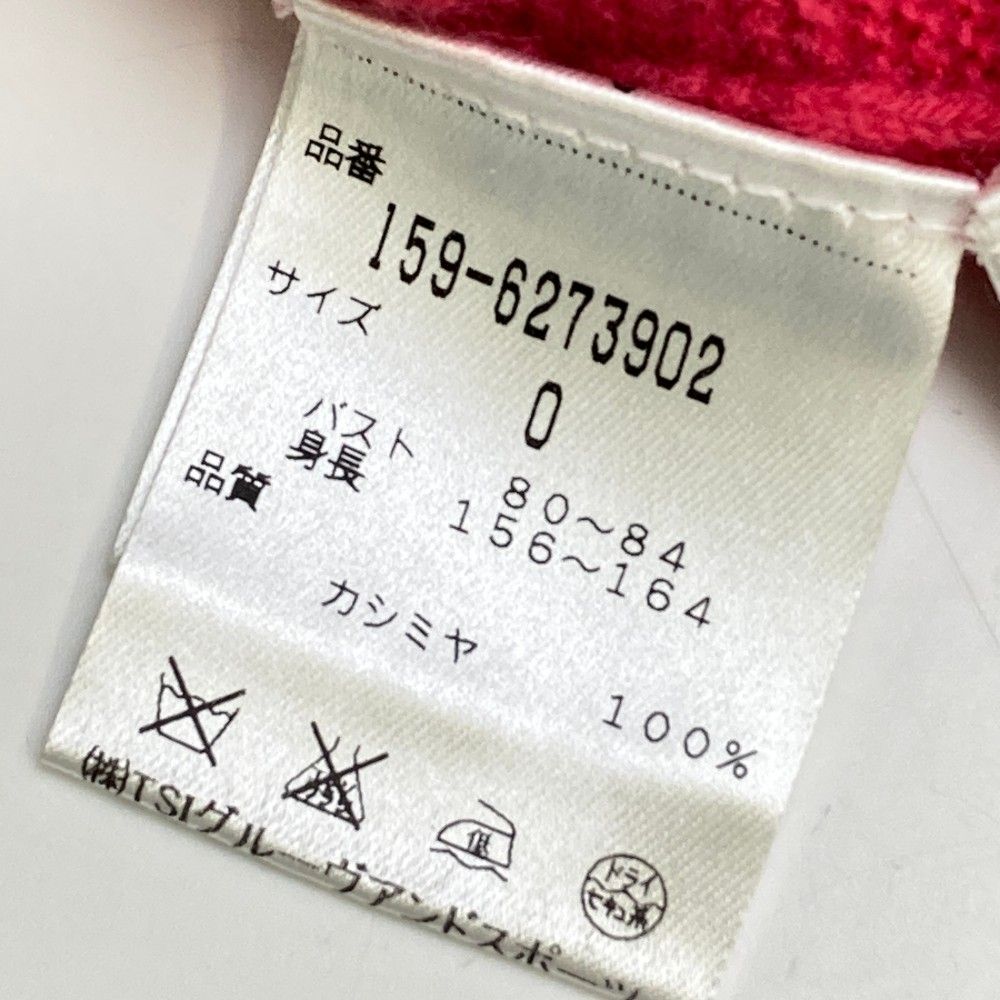 品番
159-6273902
サイズ
0
バスト 80～84
身長 156～164
品質
カシミヤ
100%
低
ドライ
セキユ系
(株)TSIグルーヴアンドスポーツ